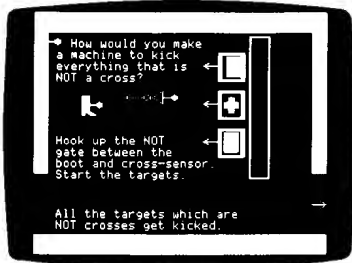 How would you make
a machine to kick
everything that is
NOT a cross?
Hook up the NOT
gate between the
boot and cross-sensor.
Start the targets.
All the targets which are
NOT crosses get kicked.